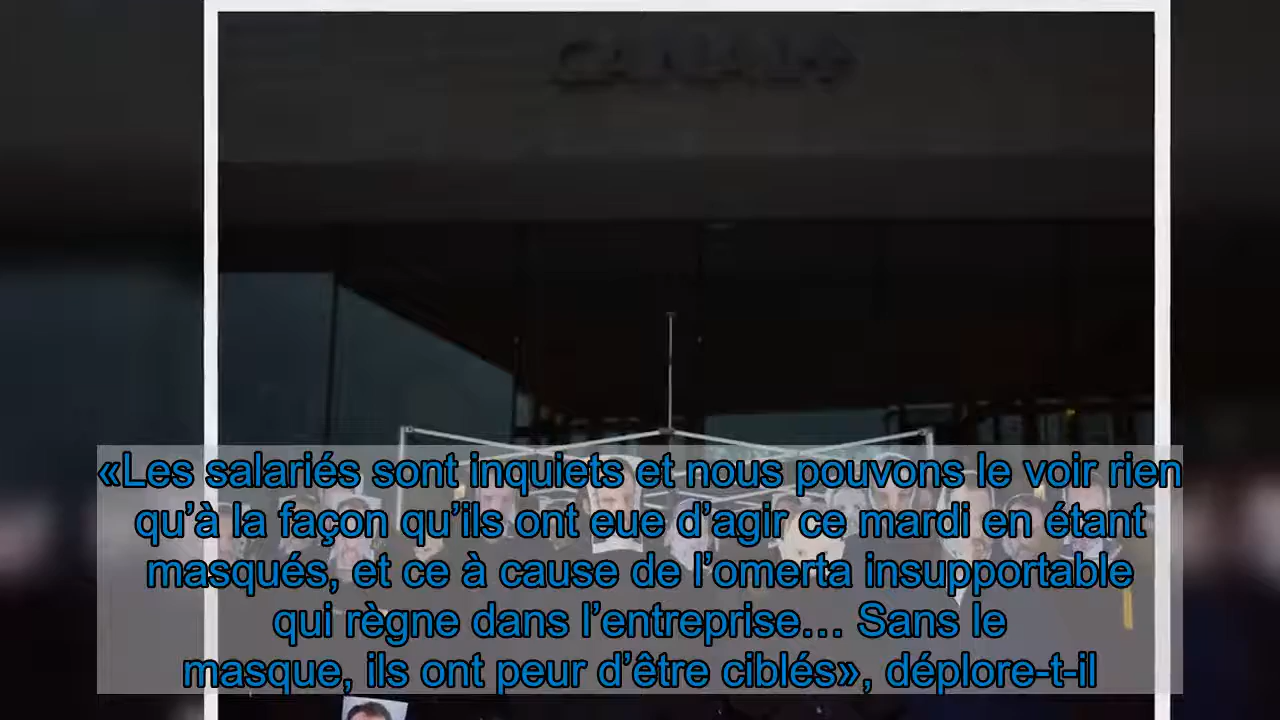 CANAL+
«Les salariés sont inquiets et nous pouvons le voir rien
qu’à la façon qu’ils ont eue d’agir ce mardi en étant
masqués, et ce à cause de l’omerta insupportable
qui règne dans l’entreprise… Sans le
masque, ils ont peur d’être ciblés», déplore-t-il